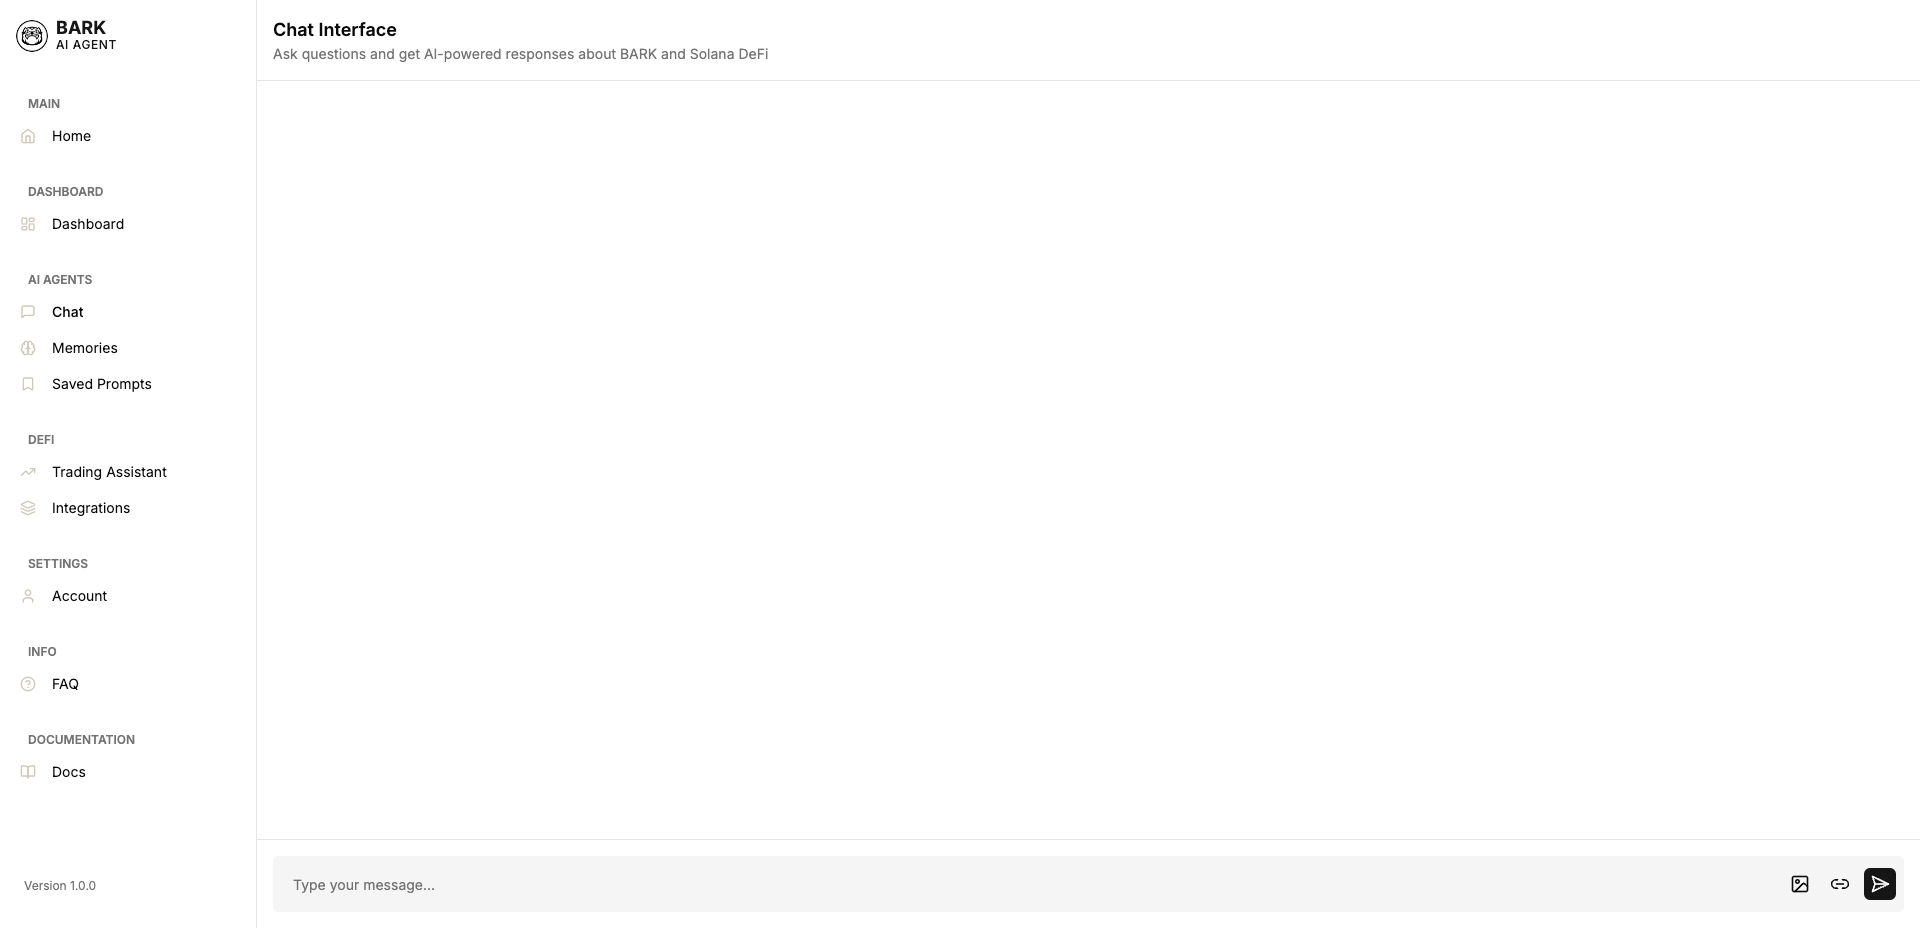 BARK
AI AGENT
MAIN
Home
DASHBOARD
Dashboard
AI AGENTS
Chat
Memories
Saved Prompts
DEFI
Trading Assistant
Integrations
SETTINGS
Account
INFO
FAQ
DOCUMENTATION
Docs
Version 1.0.0
Chat Interface
Ask questions and get AI-powered responses about BARK and Solana DeFi
Type your message...